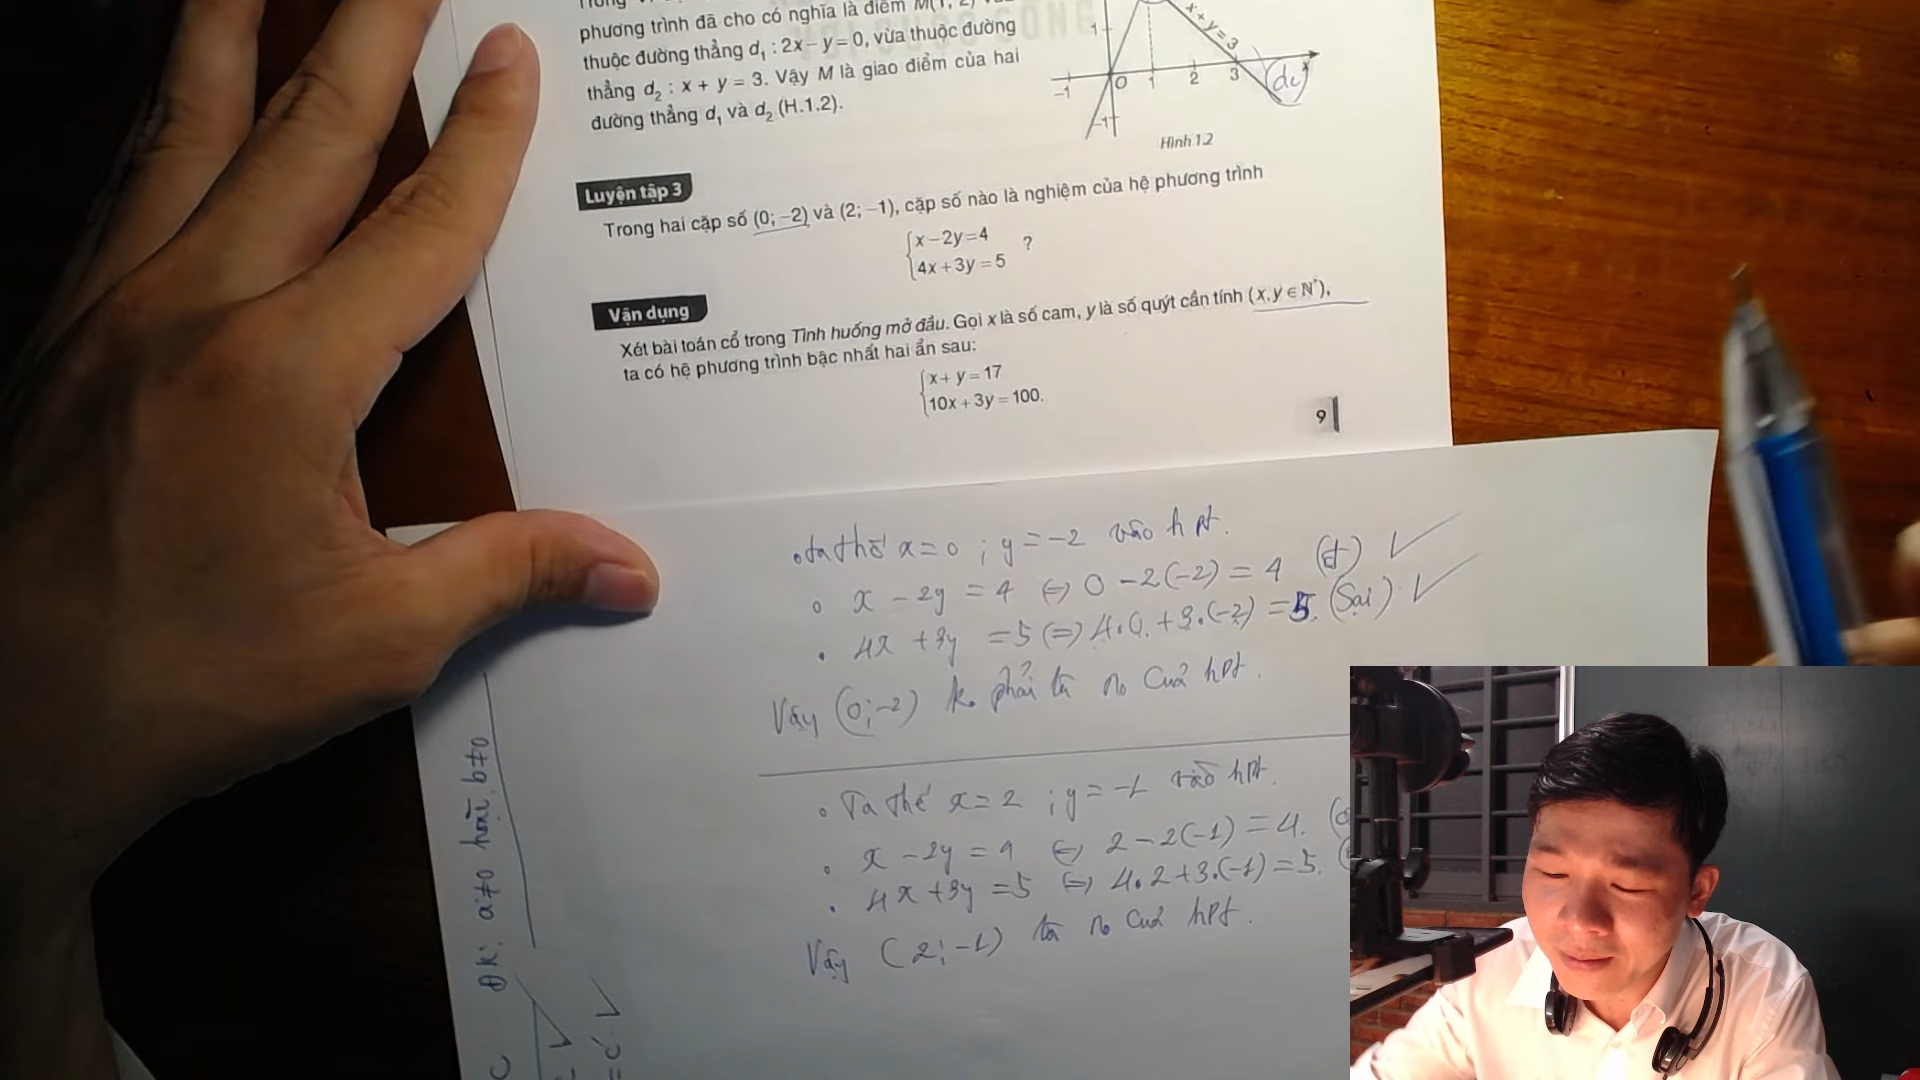 phương trình đã cho có nghĩa là điểm M(1; 2) vừa
thuộc đường thẳng d₁ : 2x − y = 0, vừa thuộc đường
thẳng d₂ : x + y = 3. Vậy M là giao điểm của hai
đường thẳng d₁ và d₂ (H.1.2).
x + y = 3
1
−1 O 1 2 3 x
−1
Hình 1.2
Luyện tập 3
Trong hai cặp số (0; −2) và (2; −1), cặp số nào là nghiệm của hệ phương trình
x − 2y = 4
4x + 3y = 5 ?
Vận dụng
Xét bài toán cổ trong Tình huống mở đầu. Gọi x là số cam, y là số quýt cần tính (x, y ∈ ℕ*),
ta có hệ phương trình bậc nhất hai ẩn sau:
x + y = 17
10x + 3y = 100.
9
ta thế x = 0 ; y = −2 vào hpt.
x − 2y = 4 ⇔ 0 − 2(−2) = 4 (đ) ✓
4x + 3y = 5 ⇔ 4.0 + 3.(−2) = 5. (Sai) ✓
Vậy (0; −2) k. phải là no của hpt.
Ta thế x = 2 ; y = −1 vào hpt.
x − 2y = 4 ⇔ 2 − 2(−1) = 4.
4x + 3y = 5 ⇔ 4.2 + 3.(−1) = 5.
Vậy (2; −1) là no của hpt.
ĐK: a≠0 hoặc b≠0